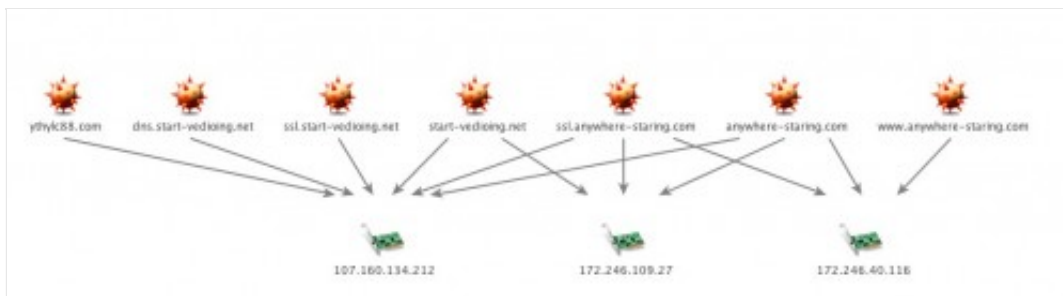 ythylc88.com
dns.start-vedioing.net
ssl.start-vedioing.net
start-vedioing.net
ssl.anywhere-staring.com
anywhere-staring.com
www.anywhere-staring.com
107.160.134.212
172.246.109.27
172.246.40.116